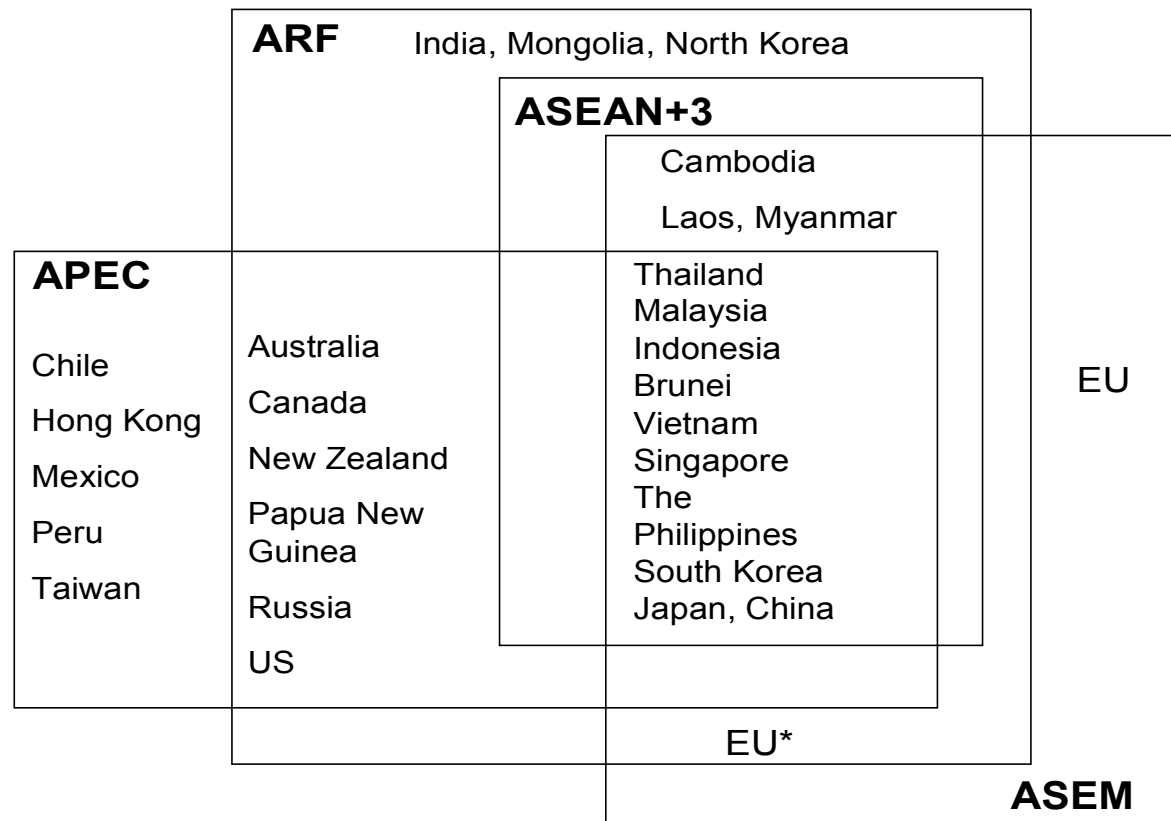 ARF
India, Mongolia, North Korea
ASEAN+3
Cambodia
Laos, Myanmar
APEC
Chile
Hong Kong
Mexico
Peru
Taiwan
Australia
Canada
New Zealand
Papua New
Guinea
Russia
US
Thailand
Malaysia
Indonesia
Brunei
Vietnam
Singapore
The
Philippines
South Korea
Japan, China
EU
EU*
ASEM